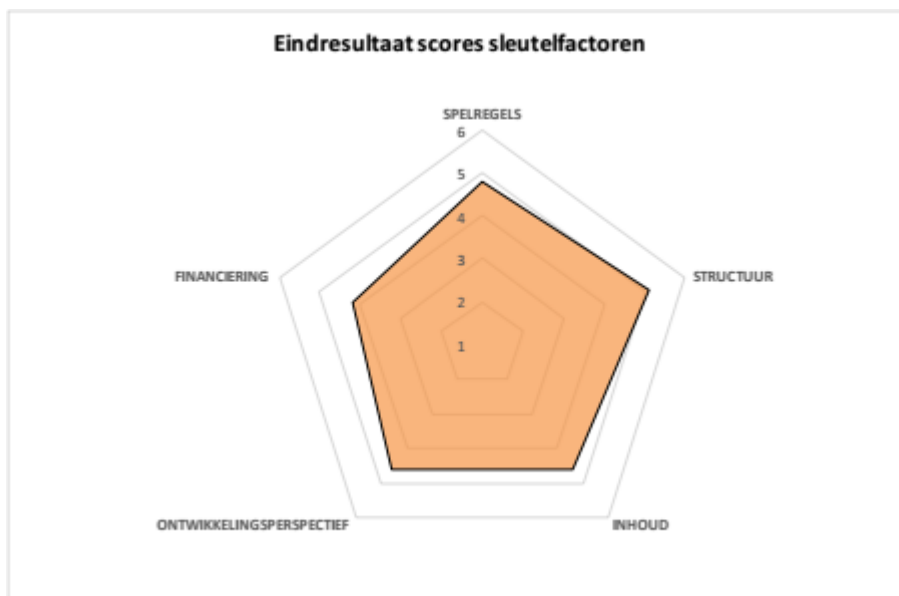 Eindresultaat scores sleutelfactoren
SPELREGELS
6
5
4
3
2
1
FINANCIERING
STRUCTUUR
ONTWIKKELINGSPERSPECTIEF
INHOUD